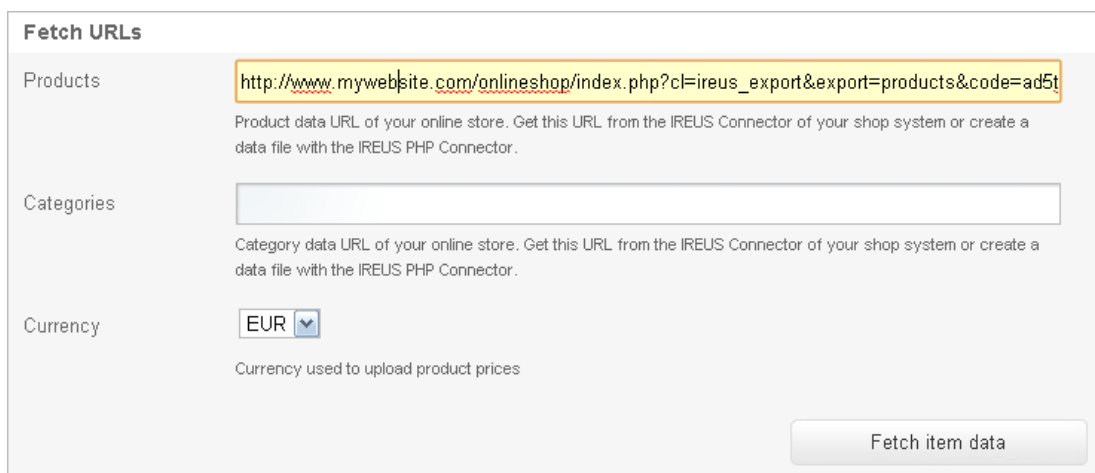 Fetch URLs
Products
http://www.mywebsite.com/onlineshop/index.php?cl=ireus_export&export=products&code=ad5t
Product data URL of your online store. Get this URL from the IREUS Connector of your shop system or create a
data file with the IREUS PHP Connector.
Categories
Category data URL of your online store. Get this URL from the IREUS Connector of your shop system or create a
data file with the IREUS PHP Connector.
Currency
EUR
Currency used to upload product prices
Fetch item data